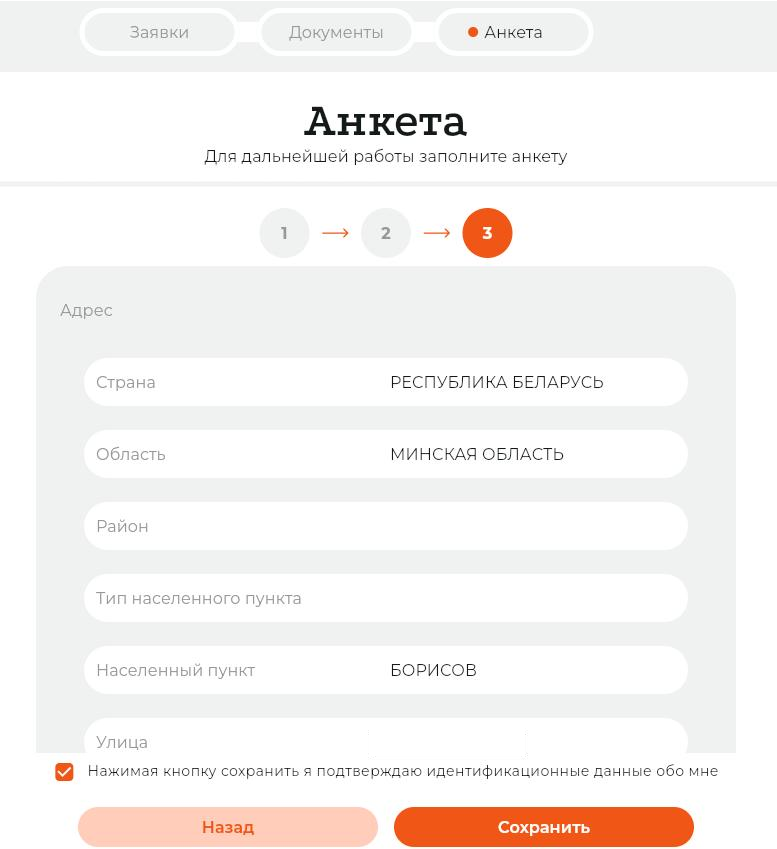 Заявки Документы Анкета
Анкета
Для дальнейшей работы заполните анкету
1 2 3
Адрес
Страна РЕСПУБЛИКА БЕЛАРУСЬ
Область МИНСКАЯ ОБЛАСТЬ
Район
Тип населенного пункта
Населенный пункт БОРИСОВ
Улица
Нажимая кнопку сохранить я подтверждаю идентификационные данные обо мне
Назад Сохранить